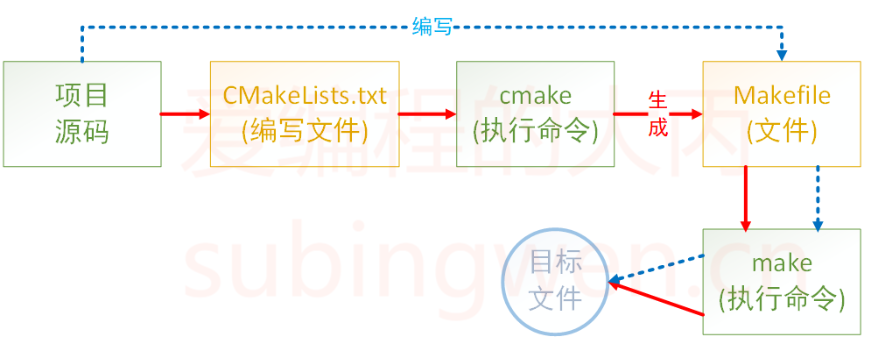 编写
项目
源码
CMakeLists.txt
(编写文件)
cmake
(执行命令)
生
成
Makefile
(文件)
爱编程的大丙
subingwen.cn
目标
文件
make
(执行命令)